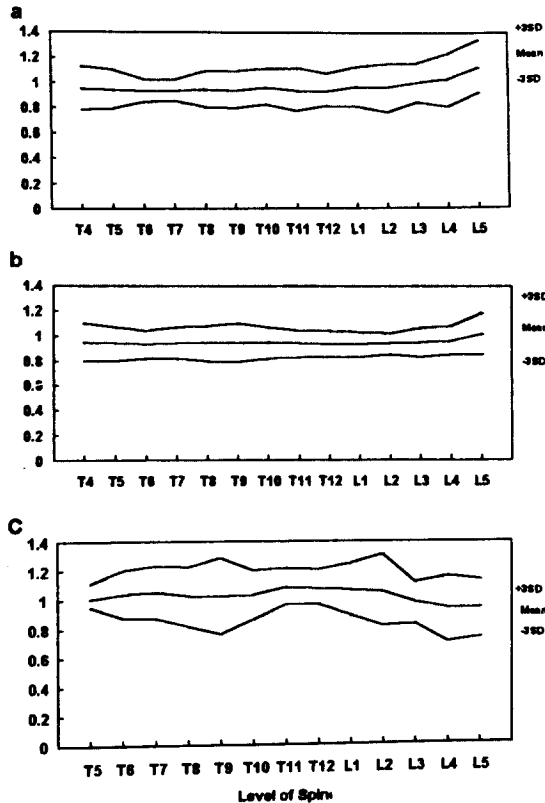 a
1.4
1.2
1
0.8
0.6
0.4
0.2
0
T4 T5 T6 T7 T8 T9 T10 T11 T12 L1 L2 L3 L4 L5
+3SD
Mean
-3SD
b
1.4
1.2
1
0.8
0.6
0.4
0.2
0
T4 T5 T6 T7 T8 T9 T10 T11 T12 L1 L2 L3 L4 L5
+3SD
Mean
-3SD
C
1.4
1.2
1
0.8
0.6
0.4
0.2
0
T5 T6 T7 T8 T9 T10 T11 T12 L1 L2 L3 L4 L5
+3SD
Mean
-3SD
Level of Spine